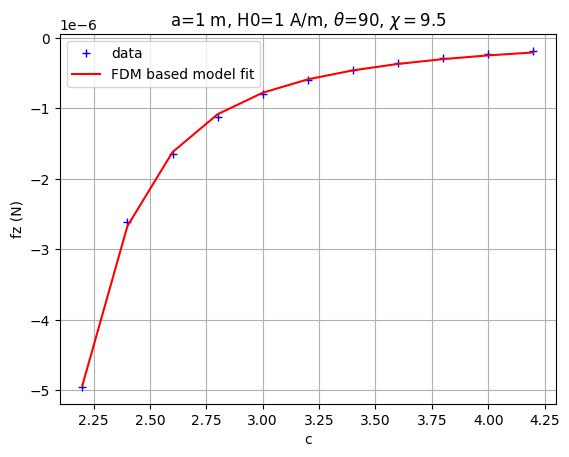 a=1 m, H0=1 A/m, θ=90, χ = 9.5
1e−6
data
FDM based model fit
0
−1
−2
−3
−4
−5
fz (N)
2.25 2.50 2.75 3.00 3.25 3.50 3.75 4.00 4.25
c